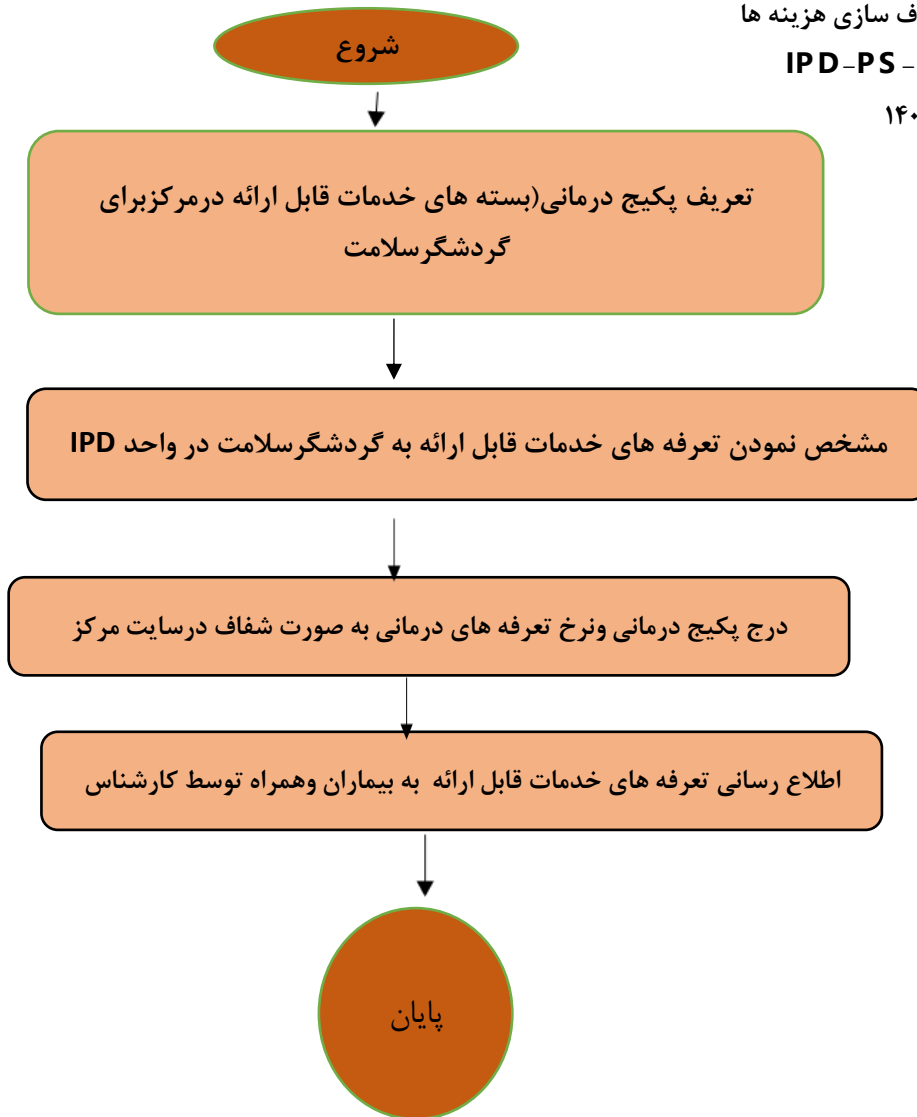 سازی هزینه ها
IPD-PS -
شروع
تعریف پکیج درمانی(بسته های خدمات قابل ارائه درمرکزبرای
گردشگرسلامت
مشخص نمودن تعرفه های خدمات قابل ارائه به گردشگرسلامت در واحد IPD
درج پکیج درمانی ونرخ تعرفه های درمانی به صورت شفاف درسایت مرکز
اطلاع رسانی تعرفه های خدمات قابل ارائه به بیماران وهمراه توسط کارشناس
پایان